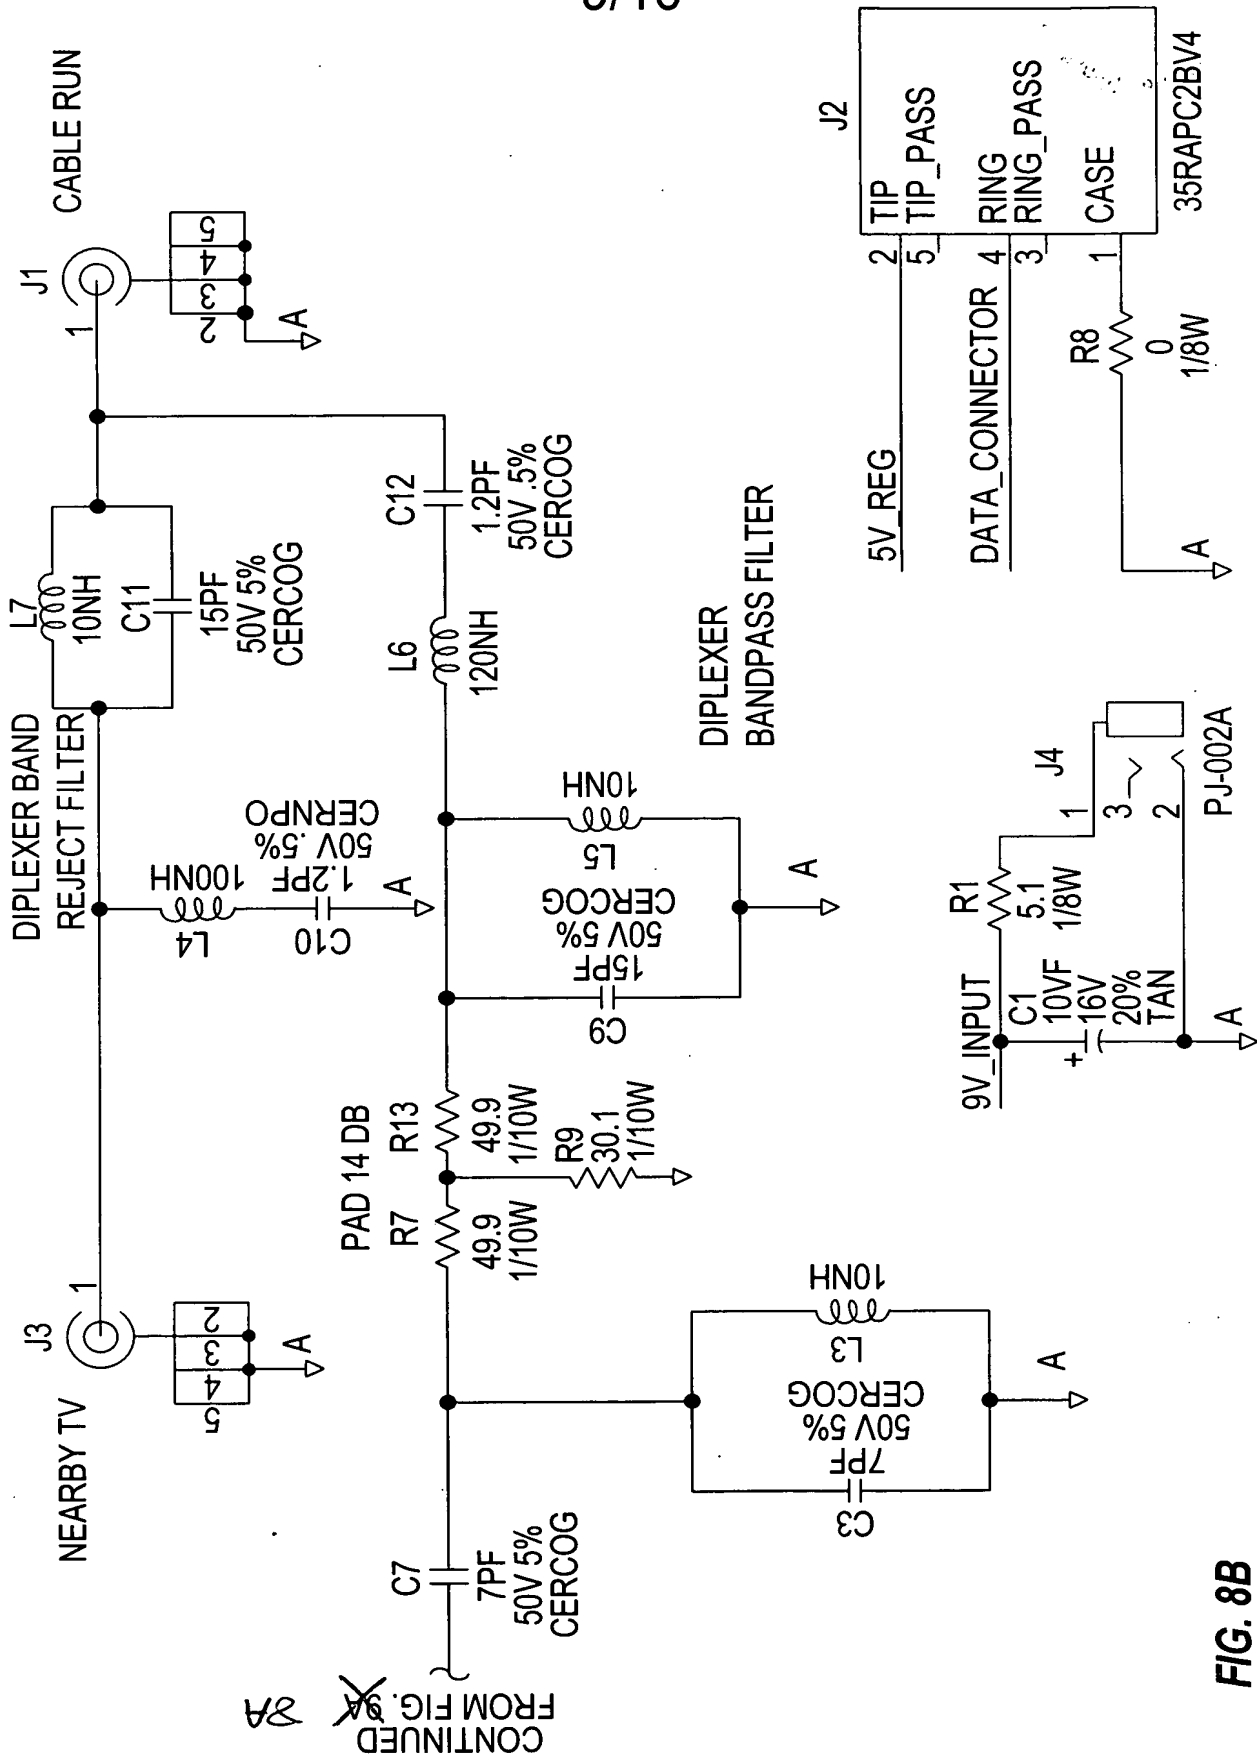 CABLE RUN
J1
1
2
3
4
5
A
L7
10NH
C11
15PF
50V 5%
CERCOG
DIPLEXER BAND
REJECT FILTER
L4
100NH
C10
1.2PF
50V .5%
CERNPO
A
NEARBY TV
J3
1
2
3
4
5
A
C12
1.2PF
50V .5%
CERCOG
L6
120NH
DIPLEXER
BANDPASS FILTER
L5
10NH
C9
15PF
50V 5%
CERCOG
A
PAD 14 DB
R13
49.9
1/10W
R7
49.9
1/10W
R9
30.1
1/10W
L3
10NH
C3
7PF
50V 5%
CERCOG
A
C7
7PF
50V 5%
CERCOG
CONTINUED
FROM FIG. 9A 8A
J2
TIP
TIP_PASS
RING
RING_PASS
CASE
2
5
4
3
1
35RAPC2BV4
5V_REG
DATA_CONNECTOR
R8
0
1/8W
A
J4
1
3
2
PJ-002A
R1
5.1
1/8W
9V_INPUT
C1
10VF
16V
20%
TAN
+
A
FIG. 8B